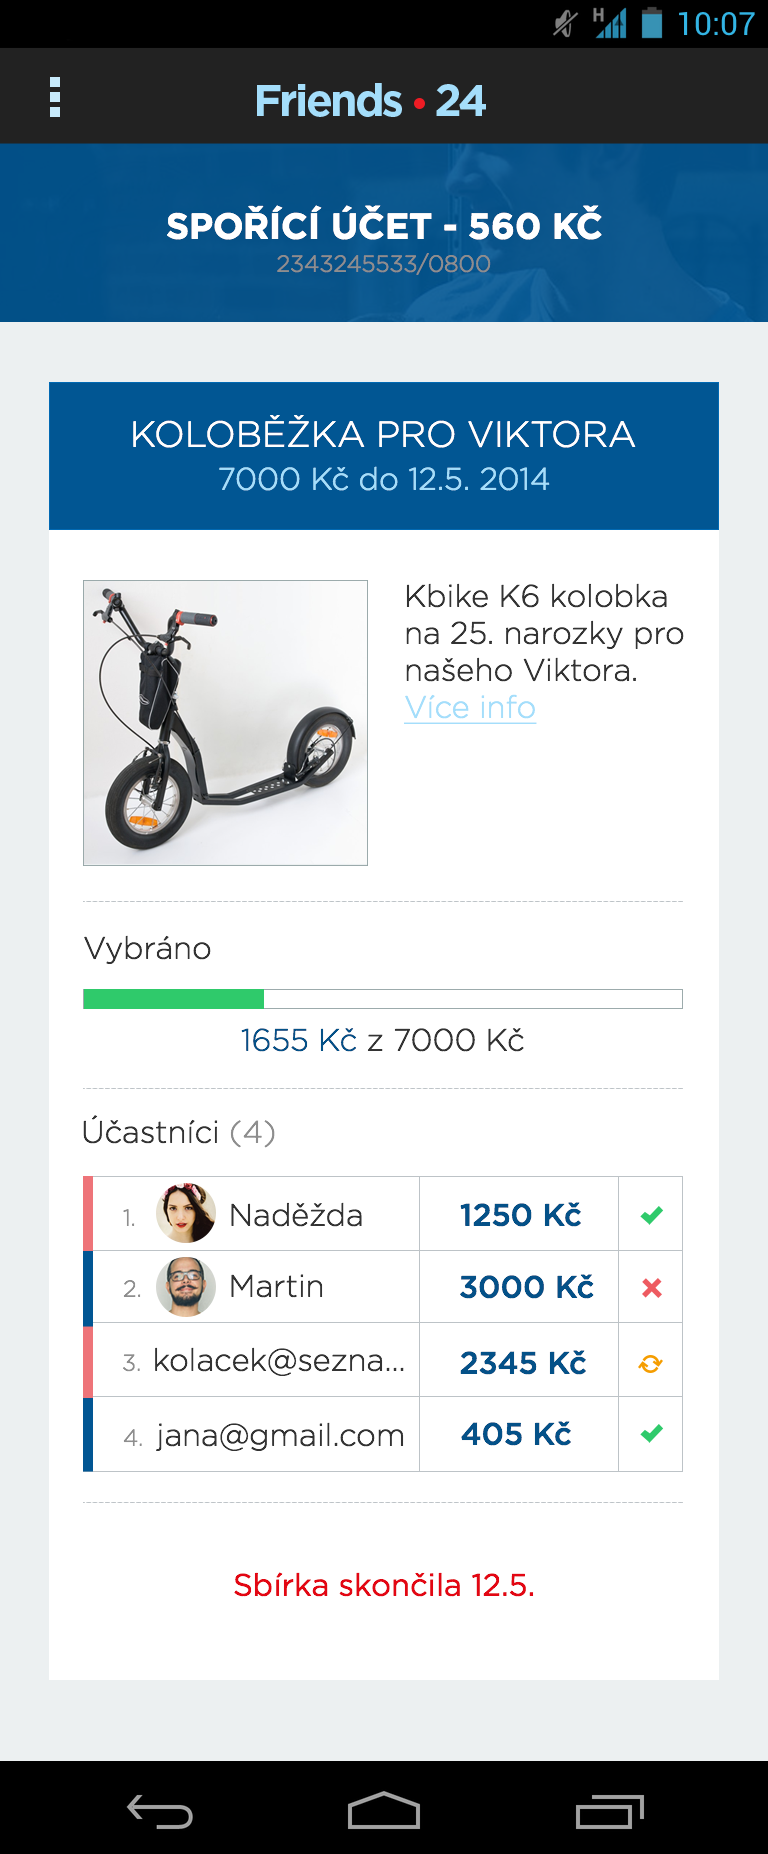 H 10:07
Friends • 24
SPOŘÍCÍ ÚČET - 560 KČ
2343245533/0800
KOLOBĚŽKA PRO VIKTORA
7000 Kč do 12.5. 2014
Kbike K6 kolobka
na 25. narozky pro
našeho Viktora.
Více info
Vybráno
1655 Kč z 7000 Kč
Účastníci (4)
1. Naděžda 1250 Kč
2. Martin 3000 Kč
3. kolacek@sezna... 2345 Kč
4. jana@gmail.com 405 Kč
Sbírka skončila 12.5.